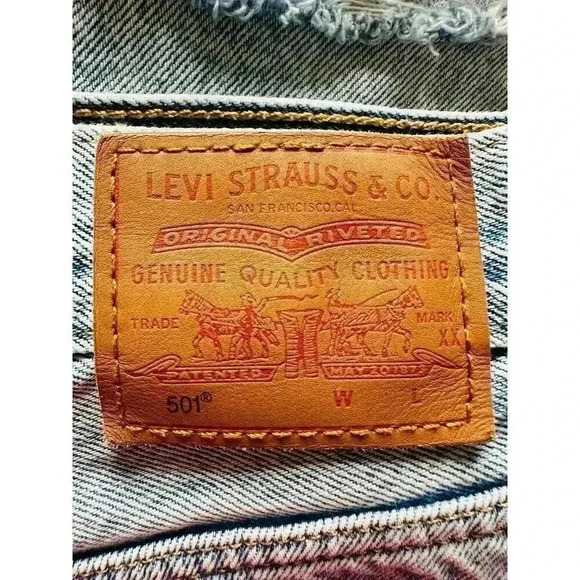 LEVI STRAUSS & CO.
SAN FRANCISCO, CAL.
ORIGINAL RIVETED
GENUINE QUALITY CLOTHING
TRADE MARK
XX
PATENTED MAY 20 1873
501® W L